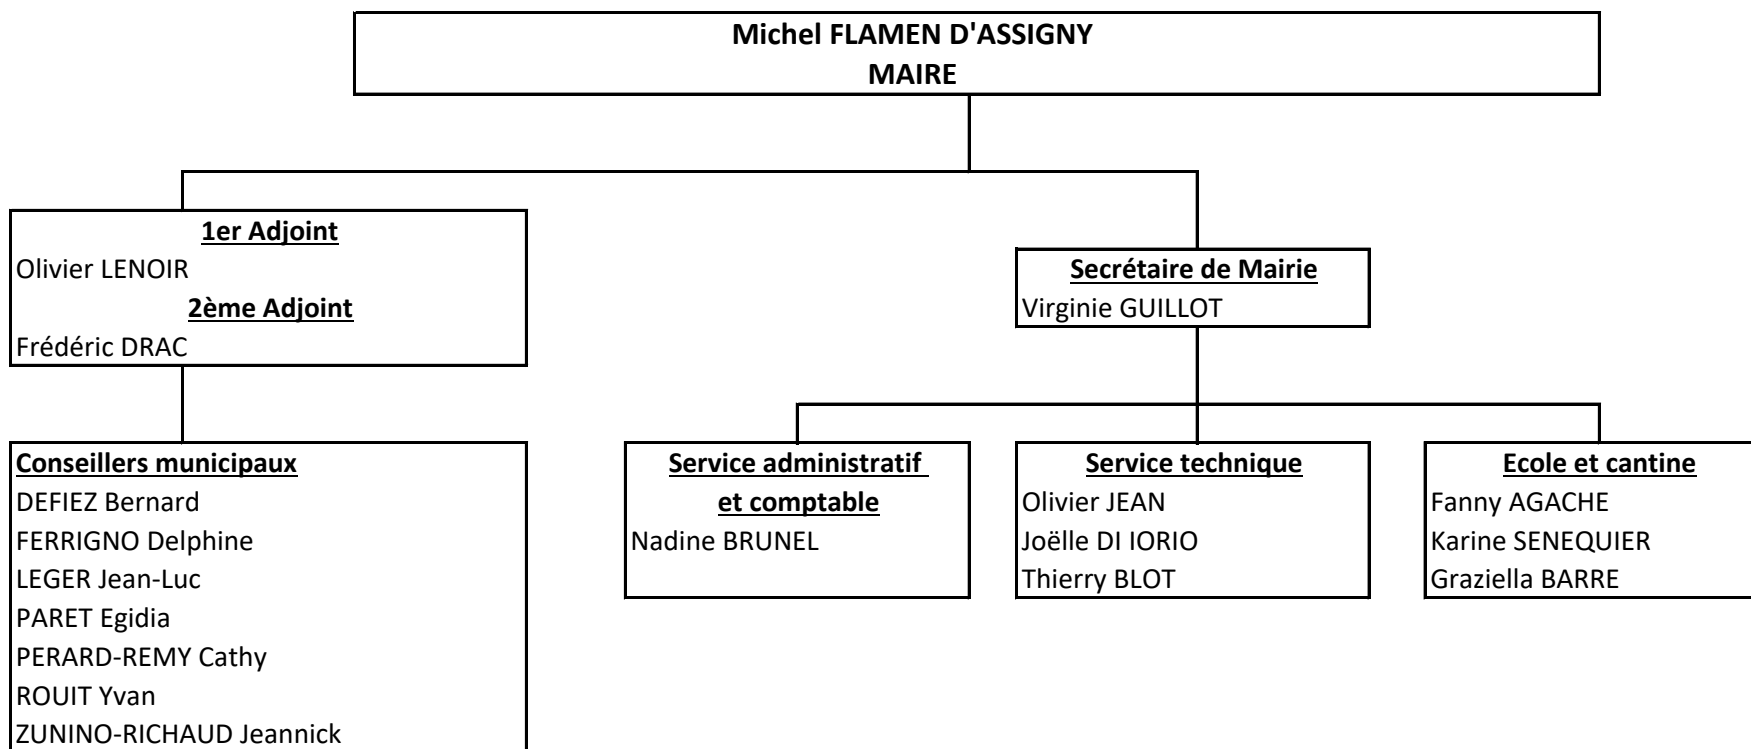 Michel FLAMEN D'ASSIGNY
MAIRE
1er Adjoint
Olivier LENOIR
2ème Adjoint
Frédéric DRAC
Secrétaire de Mairie
Virginie GUILLOT
Conseillers municipaux
DEFIEZ Bernard
FERRIGNO Delphine
LEGER Jean-Luc
PARET Egidia
PERARD-REMY Cathy
ROUIT Yvan
ZUNINO-RICHAUD Jeannick
Service administratif
et comptable
Nadine BRUNEL
Service technique
Olivier JEAN
Joëlle DI IORIO
Thierry BLOT
Ecole et cantine
Fanny AGACHE
Karine SENEQUIER
Graziella BARRE